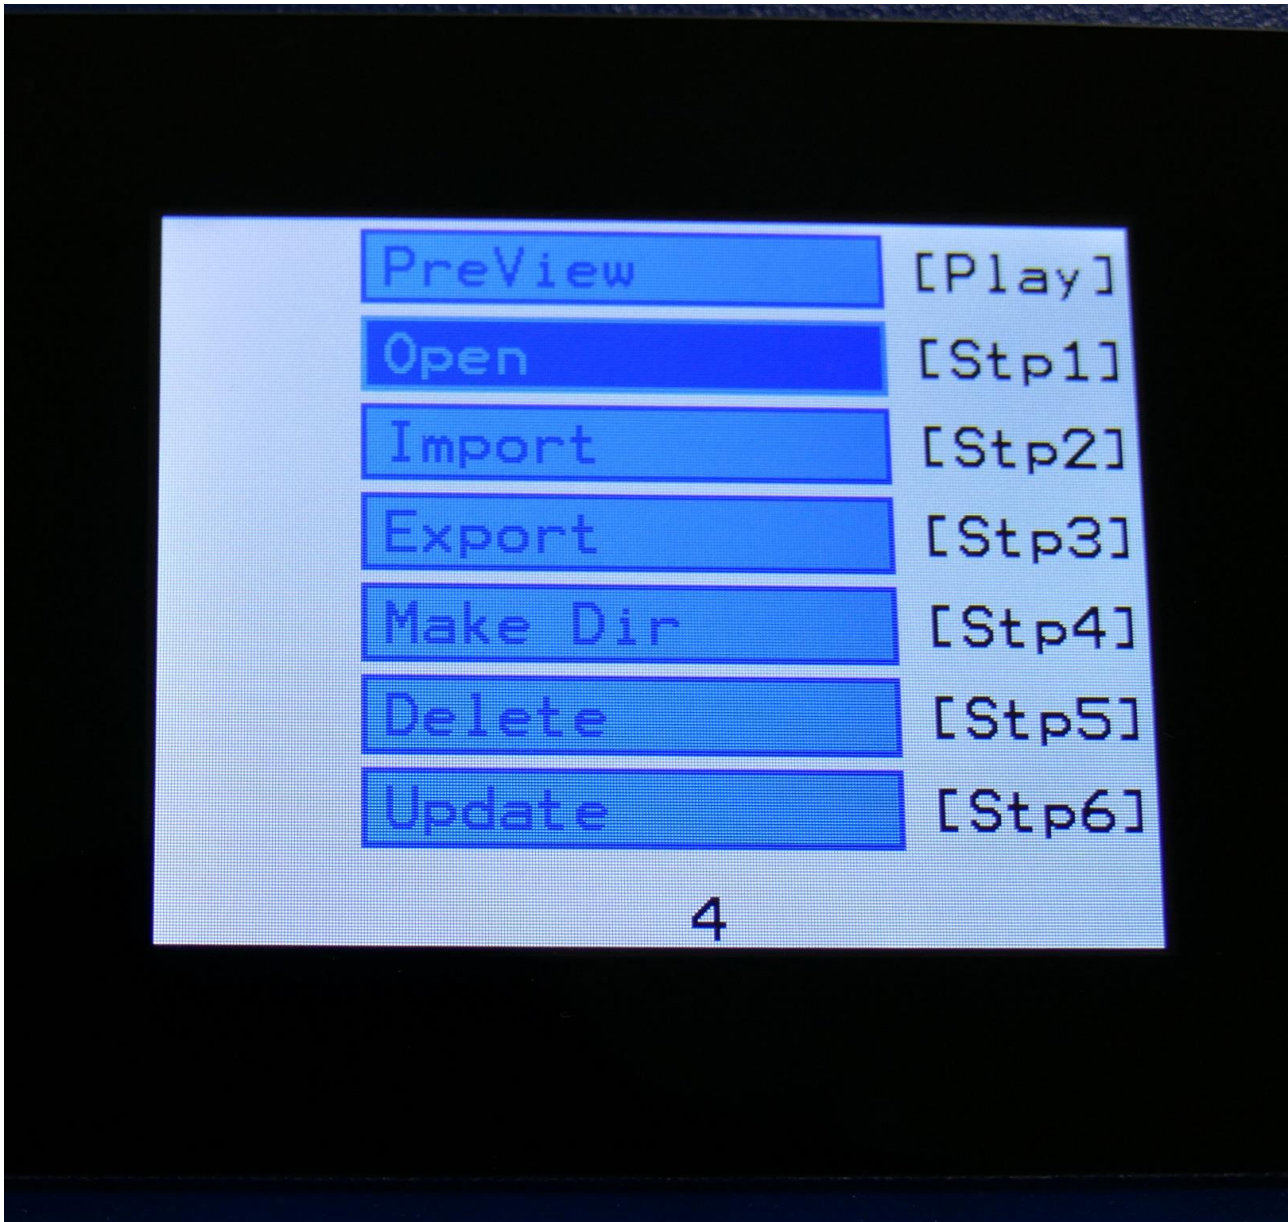 PreView [Play]
Open [Stp1]
Import [Stp2]
Export [Stp3]
Make Dir [Stp4]
Delete [Stp5]
Update [Stp6]
4